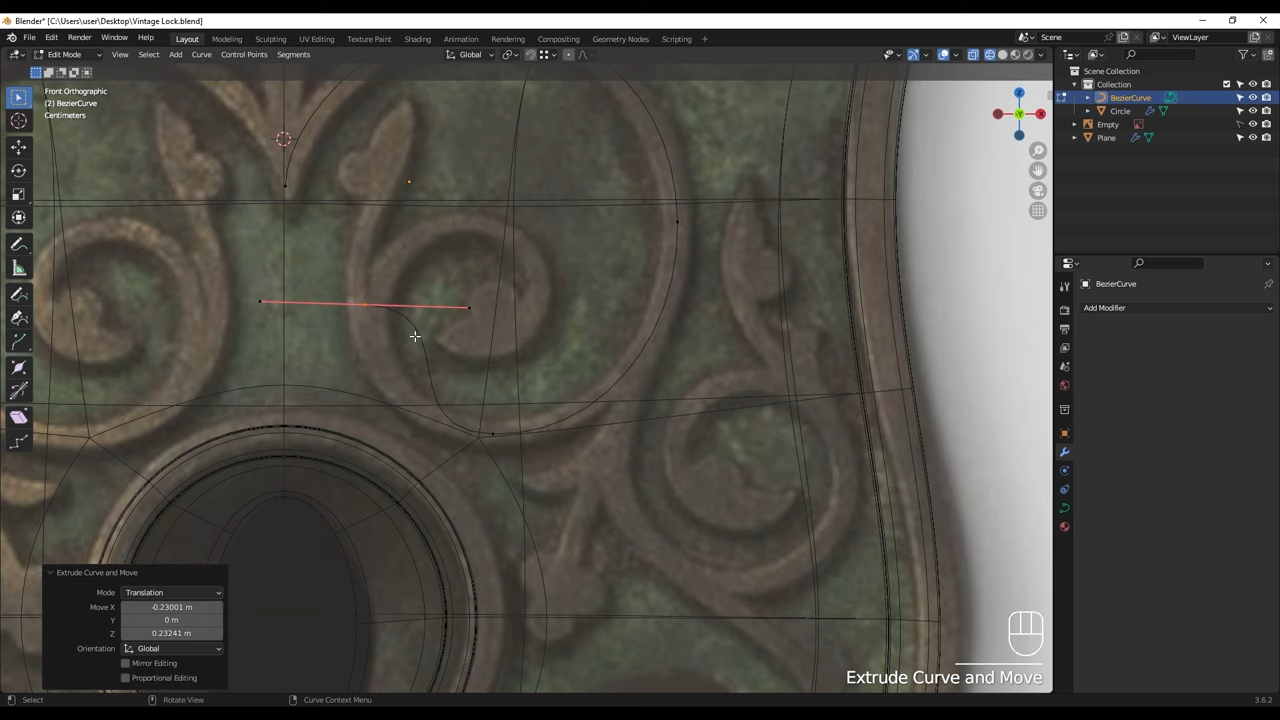 Blender* [C:\Users\user\Desktop\Vintage Lock.blend]
File Edit Render Window Help Layout Modeling Sculpting UV Editing Texture Paint Shading Animation Compositing Geometry Nodes Scripting Scene ViewLayer
Edit Mode View Select Add Curve Control Points Segments Global
Front Orthographic
(2) BezierCurve
Centimeters
Scene Collection
Collection
BezierCurve
Circle
Empty
Plane
BezierCurve
Add Modifier
Extrude Curve and Move
Mode Translation
Move X -0.23001 m
Y 0 m
Z 0.23241 m
Orientation Global
Mirror Editing
Proportional Editing
Extrude Curve and Move
Select Rotate View Curve Context Menu 3.6.2